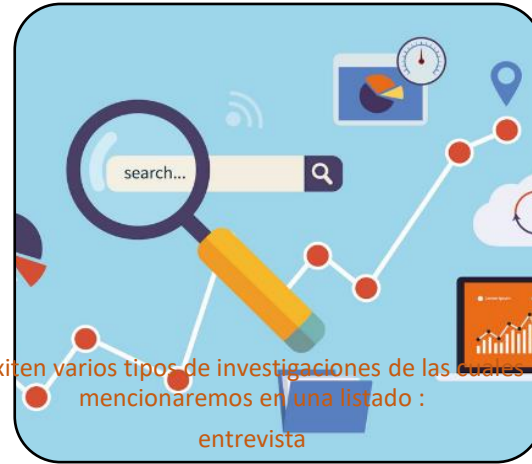 search...
xiten varios tipos de investigaciones de las cuales
mencionaremos en una listado :
entrevista